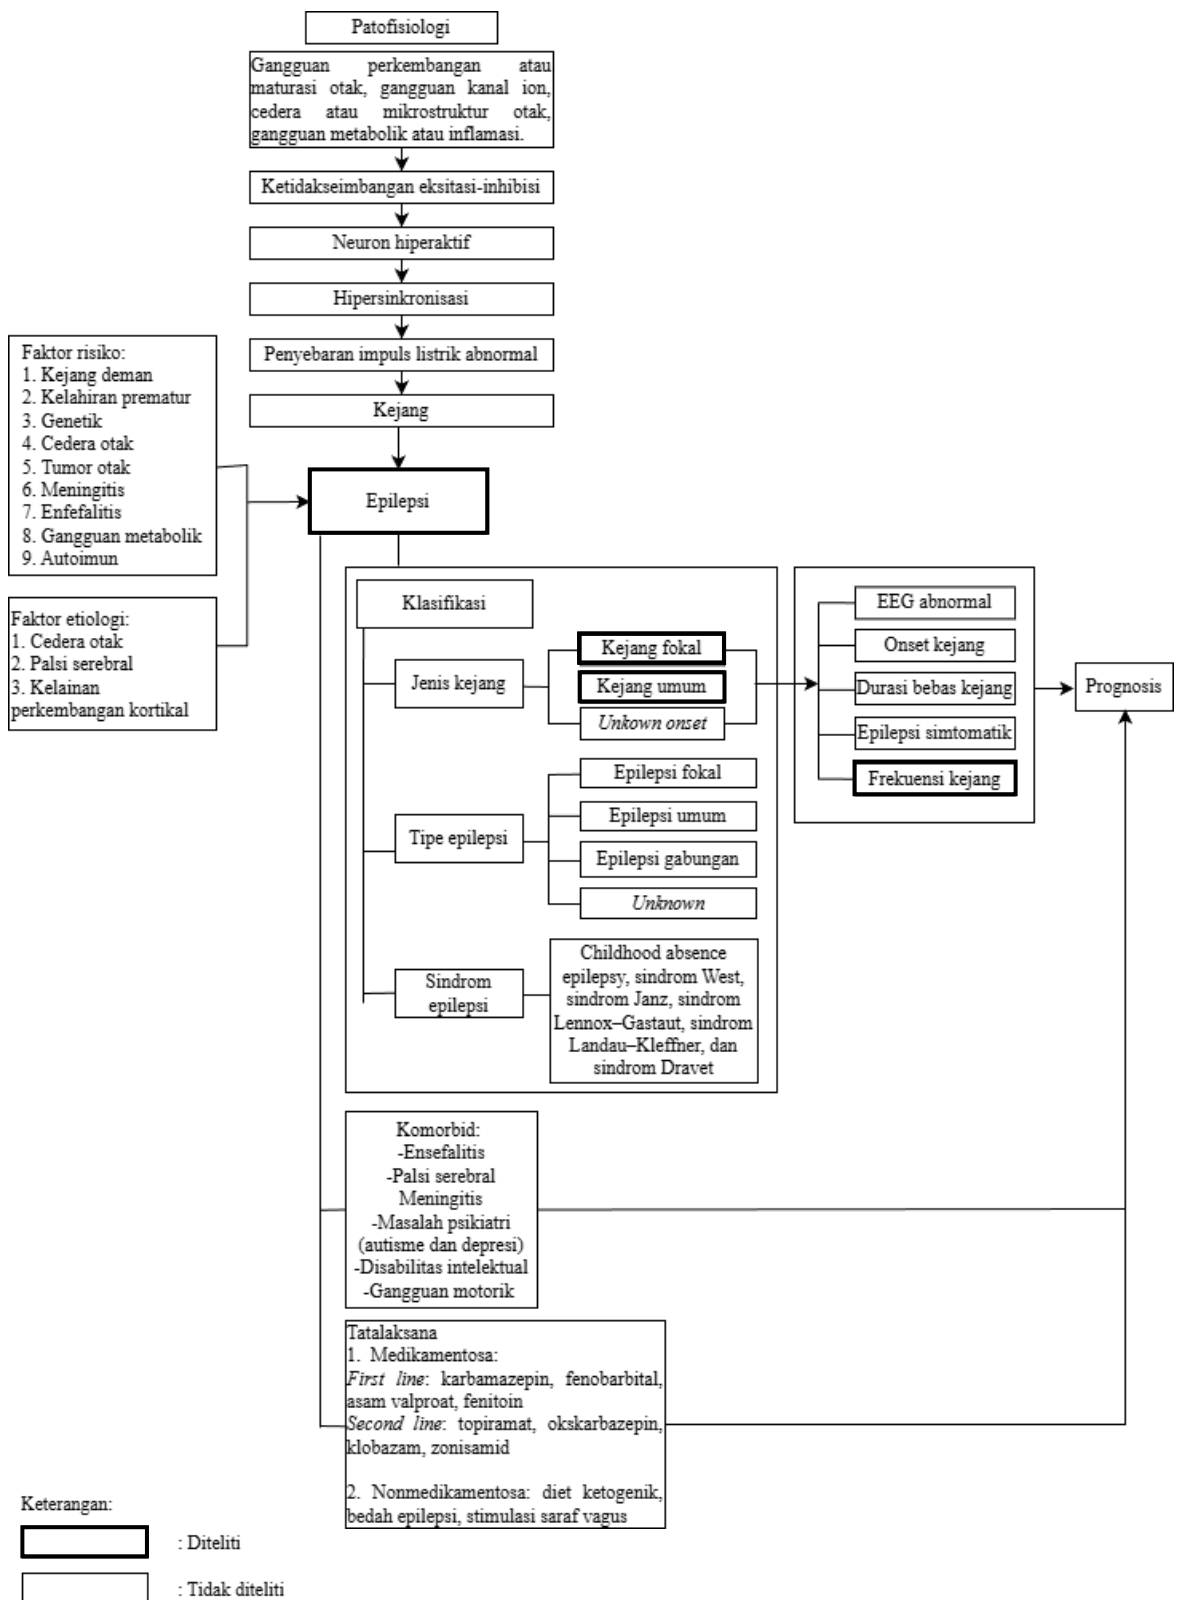 Patofisiologi
Gangguan perkembangan atau
maturasi otak, gangguan kanal ion,
cedera atau mikrostruktur otak,
gangguan metabolik atau inflamasi.
Ketidakseimbangan eksitasi-inhibisi
Neuron hiperaktif
Hipersinkronisasi
Penyebaran impuls listrik abnormal
Kejang
Faktor risiko:
1. Kejang deman
2. Kelahiran prematur
3. Genetik
4. Cedera otak
5. Tumor otak
6. Meningitis
7. Enfefalitis
8. Gangguan metabolik
9. Autoimun
Faktor etiologi:
1. Cedera otak
2. Palsi serebral
3. Kelainan
perkembangan kortikal
Epilepsi
Klasifikasi
Jenis kejang
Kejang fokal
Kejang umum
Unkown onset
Tipe epilepsi
Epilepsi fokal
Epilepsi umum
Epilepsi gabungan
Unknown
Sindrom
epilepsi
Childhood absence
epilepsy, sindrom West,
sindrom Janz, sindrom
Lennox–Gastaut, sindrom
Landau–Kleffner, dan
sindrom Dravet
EEG abnormal
Onset kejang
Durasi bebas kejang
Epilepsi simtomatik
Frekuensi kejang
Prognosis
Komorbid:
-Ensefalitis
-Palsi serebral
Meningitis
-Masalah psikiatri
(autisme dan depresi)
-Disabilitas intelektual
-Gangguan motorik
Tatalaksana
1. Medikamentosa:
First line: karbamazepin, fenobarbital,
asam valproat, fenitoin
Second line: topiramat, okskarbazepin,
klobazam, zonisamid
2. Nonmedikamentosa: diet ketogenik,
bedah epilepsi, stimulasi saraf vagus
Keterangan:
: Diteliti
: Tidak diteliti